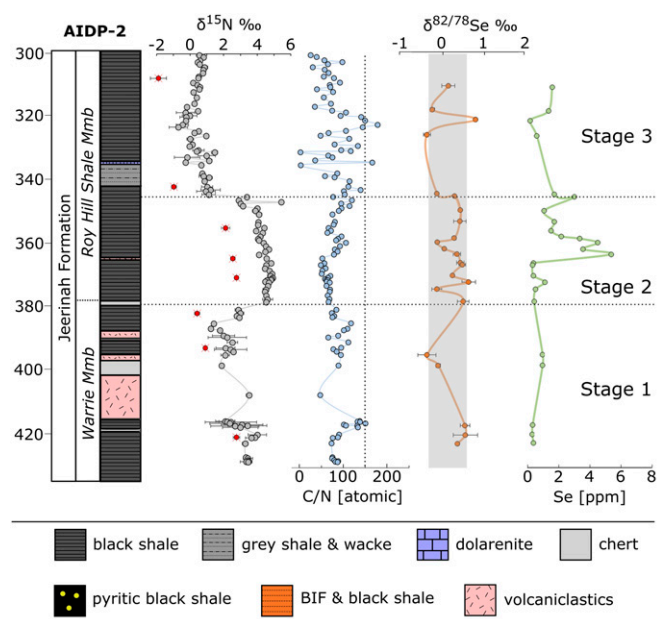 AIDP-2
δ¹⁵N ‰
δ⁸²/⁷⁸Se ‰
-2 0 2 4 6
-1 0 1 2
300
320
340
360
380
400
420
Jeerinah Formation
Roy Hill Shale Mmb
Warrie Mmb
Stage 3
Stage 2
Stage 1
0 100 200
C/N [atomic]
0 2 4 6 8
Se [ppm]
black shale
grey shale & wacke
dolarenite
chert
pyritic black shale
BIF & black shale
volcaniclastics